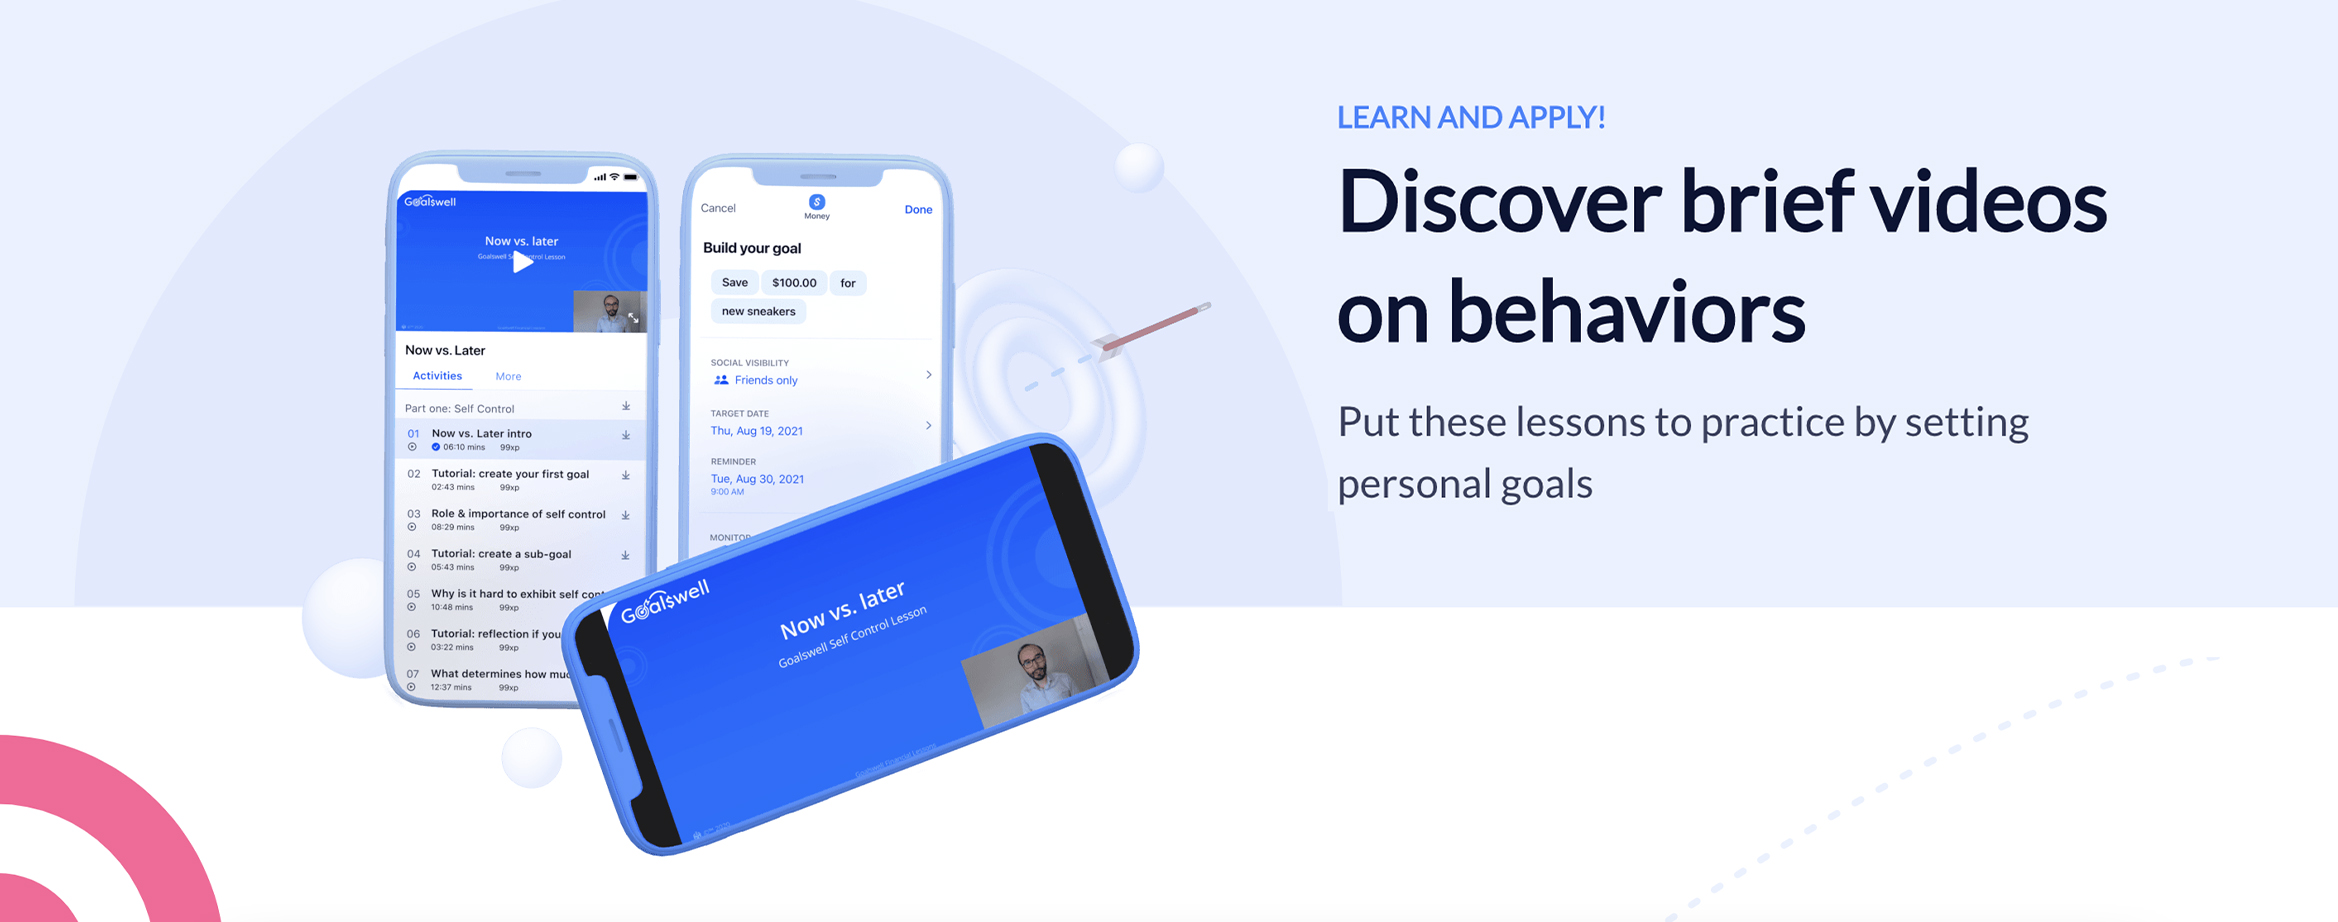 LEARN AND APPLY!
Discover brief videos
on behaviors
Put these lessons to practice by setting
personal goals
Goalswell
Now vs. later
Goalswell Self Control Lesson
Now vs. Later
Activities More
Part one: Self Control
01 Now vs. Later intro
06:10 mins 99xp
02 Tutorial: create your first goal
02:43 mins 99xp
03 Role & importance of self control
08:29 mins 99xp
04 Tutorial: create a sub-goal
05:43 mins 99xp
05 Why is it hard to exhibit self con
10:48 mins 99xp
06 Tutorial: reflection if you
03:22 mins 99xp
07 What determines how muc
12:37 mins 99xp
Cancel Money Done
Build your goal
Save $100.00 for
new sneakers
SOCIAL VISIBILITY
Friends only
TARGET DATE
Thu, Aug 19, 2021
REMINDER
Tue, Aug 30, 2021
9:00 AM
MONITOR
Goalswell
Now vs. later
Goalswell Self Control Lesson
Goalswell Financial Lessons